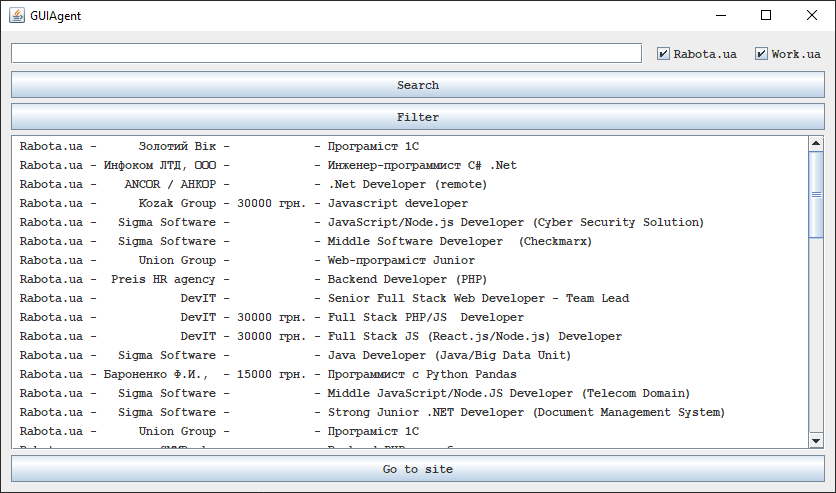 GUIAgent
Rabota.ua Work.ua
Search
Filter
Rabota.ua - Золотий Вік - - Програміст 1С
Rabota.ua - Инфоком ЛТД, ООО - - Инженер-программист C# .Net
Rabota.ua - ANCOR / АНКОР - - .Net Developer (remote)
Rabota.ua - Kozak Group - 30000 грн. - Javascript developer
Rabota.ua - Sigma Software - - JavaScript/Node.js Developer (Cyber Security Solution)
Rabota.ua - Sigma Software - - Middle Software Developer (Checkmarx)
Rabota.ua - Union Group - - Web-програміст Junior
Rabota.ua - Preis HR agency - - Backend Developer (PHP)
Rabota.ua - DevIT - - Senior Full Stack Web Developer - Team Lead
Rabota.ua - DevIT - 30000 грн. - Full Stack PHP/JS Developer
Rabota.ua - DevIT - 30000 грн. - Full Stack JS (React.js/Node.js) Developer
Rabota.ua - Sigma Software - - Java Developer (Java/Big Data Unit)
Rabota.ua - Бароненко Ф.И., - 15000 грн. - Программист с Python Pandas
Rabota.ua - Sigma Software - - Middle JavaScript/Node.JS Developer (Telecom Domain)
Rabota.ua - Sigma Software - - Strong Junior .NET Developer (Document Management System)
Rabota.ua - Union Group - - Програміст 1С
Go to site